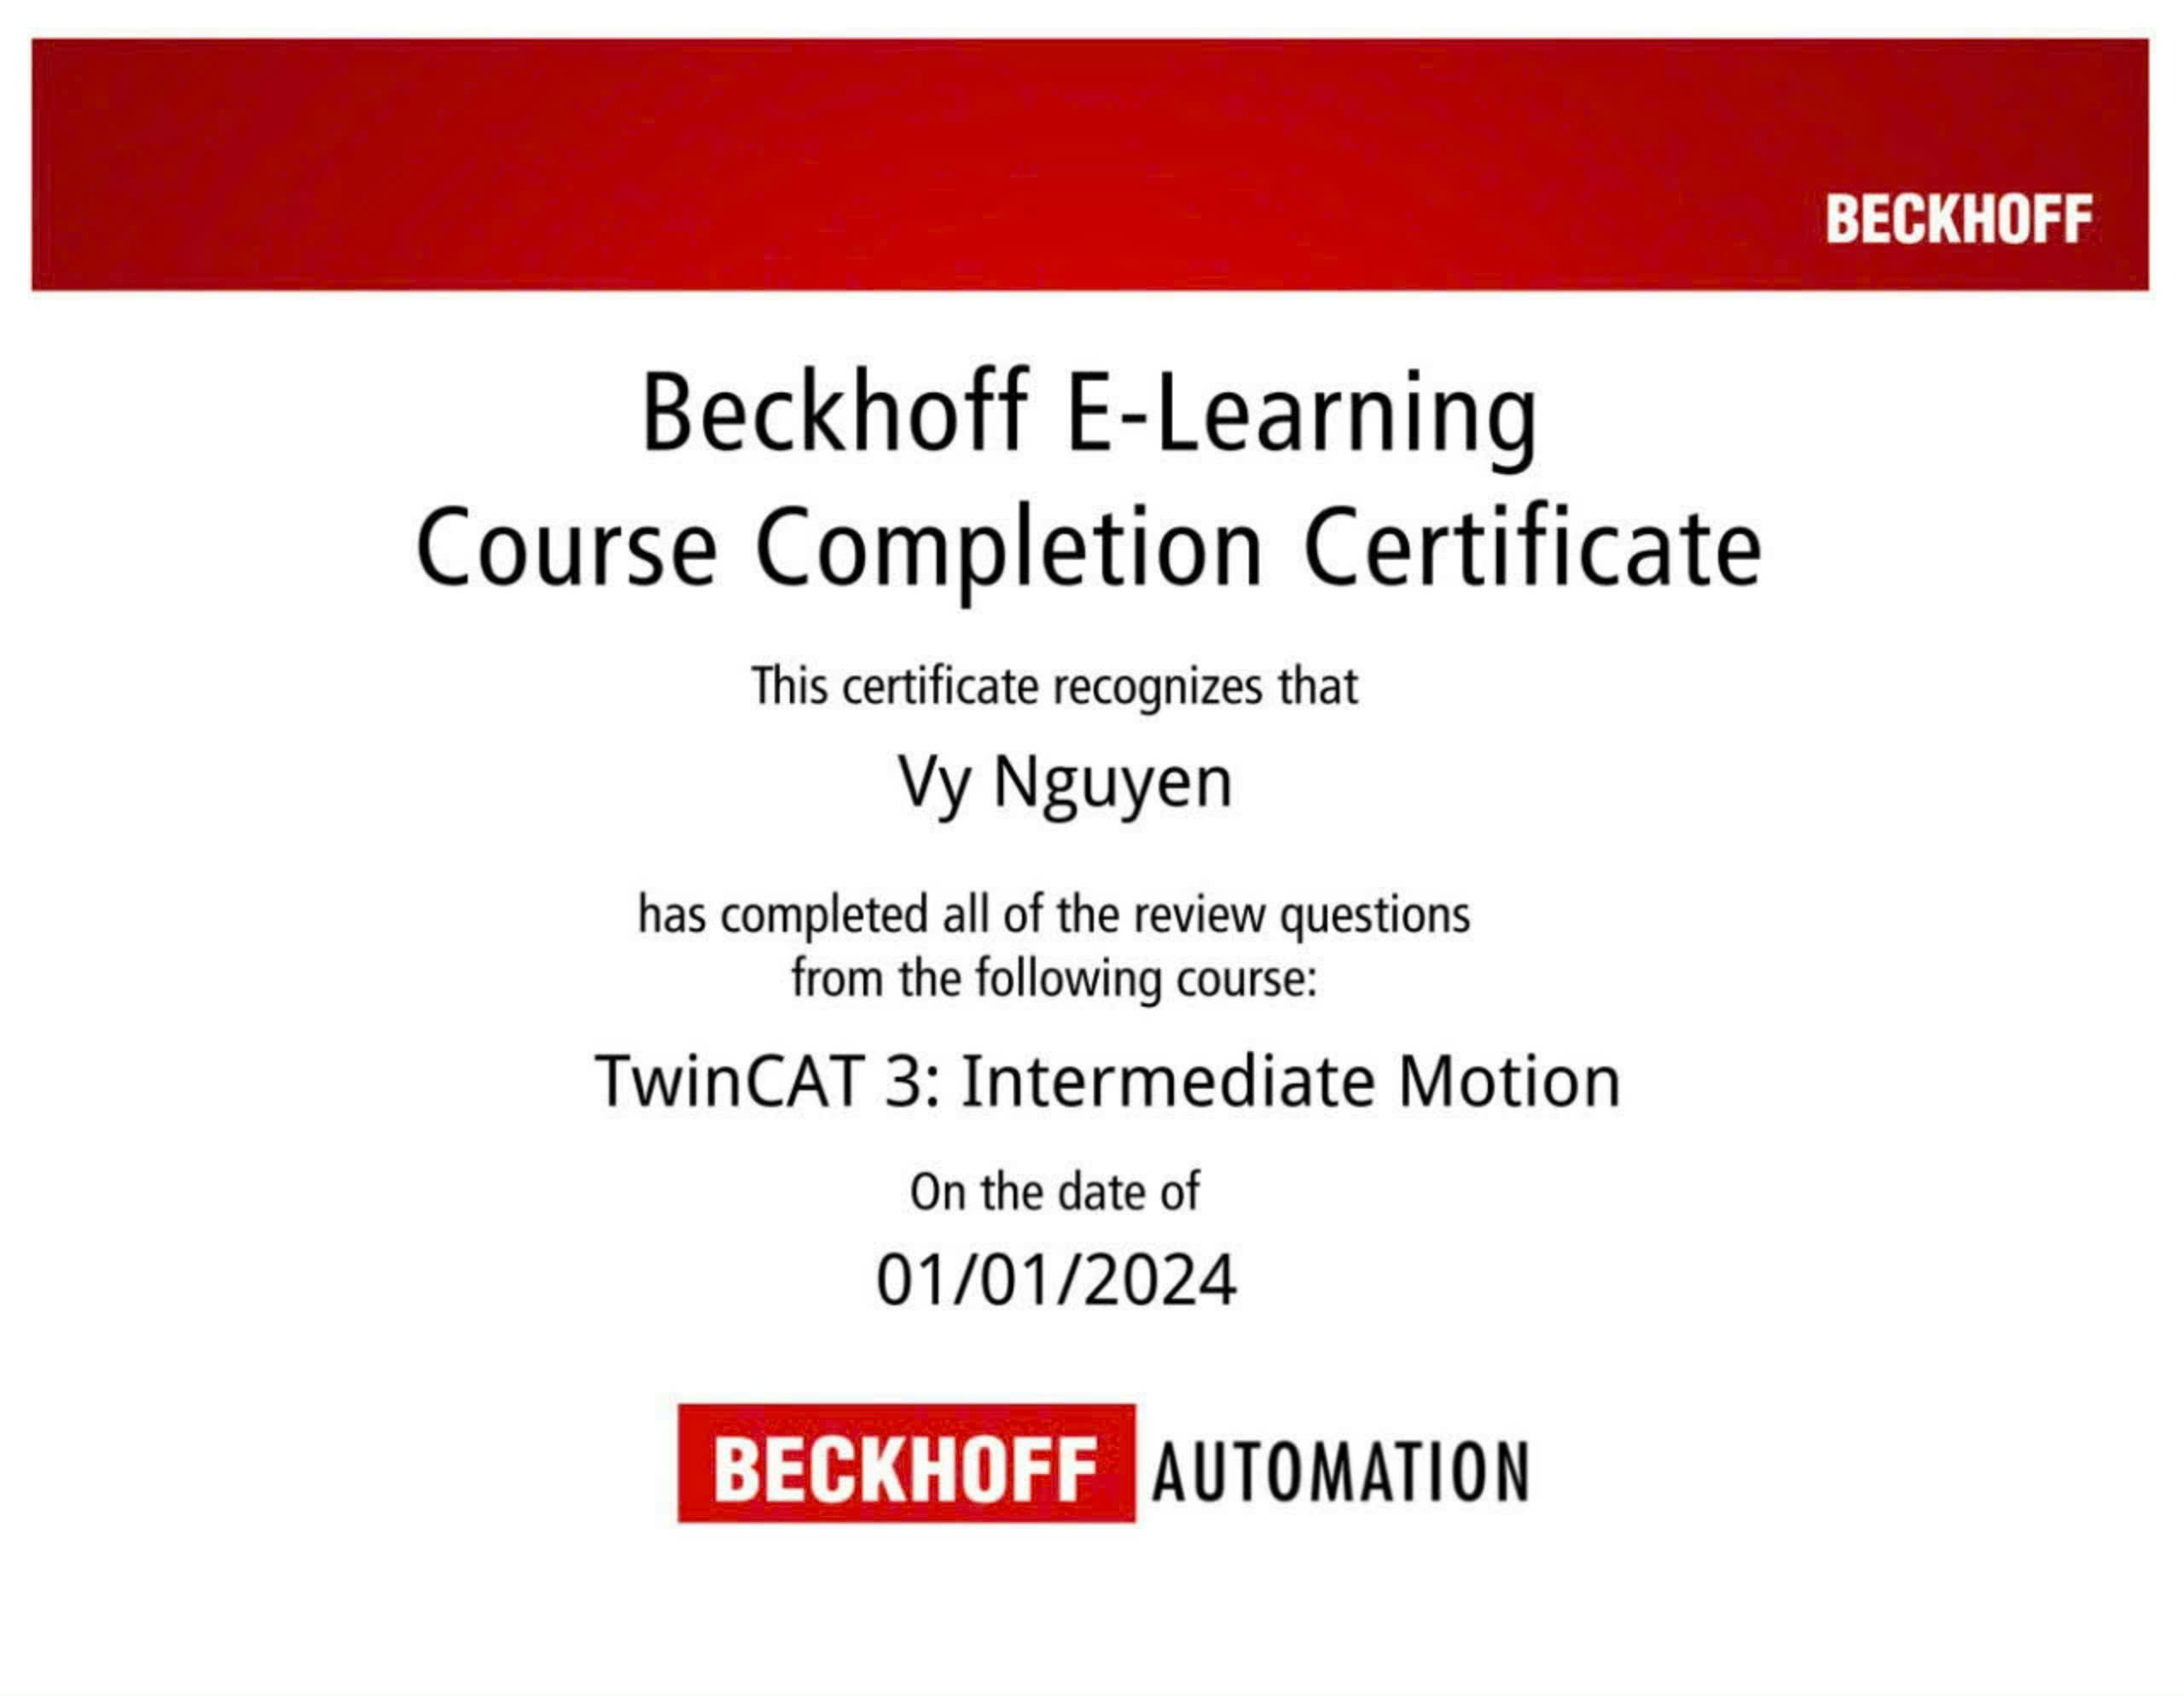 BECKHOFF
Beckhoff E-Learning
Course Completion Certificate
This certificate recognizes that
Vy Nguyen
has completed all of the review questions
from the following course:
TwinCAT 3: Intermediate Motion
On the date of
01/01/2024
BECKHOFF AUTOMATION